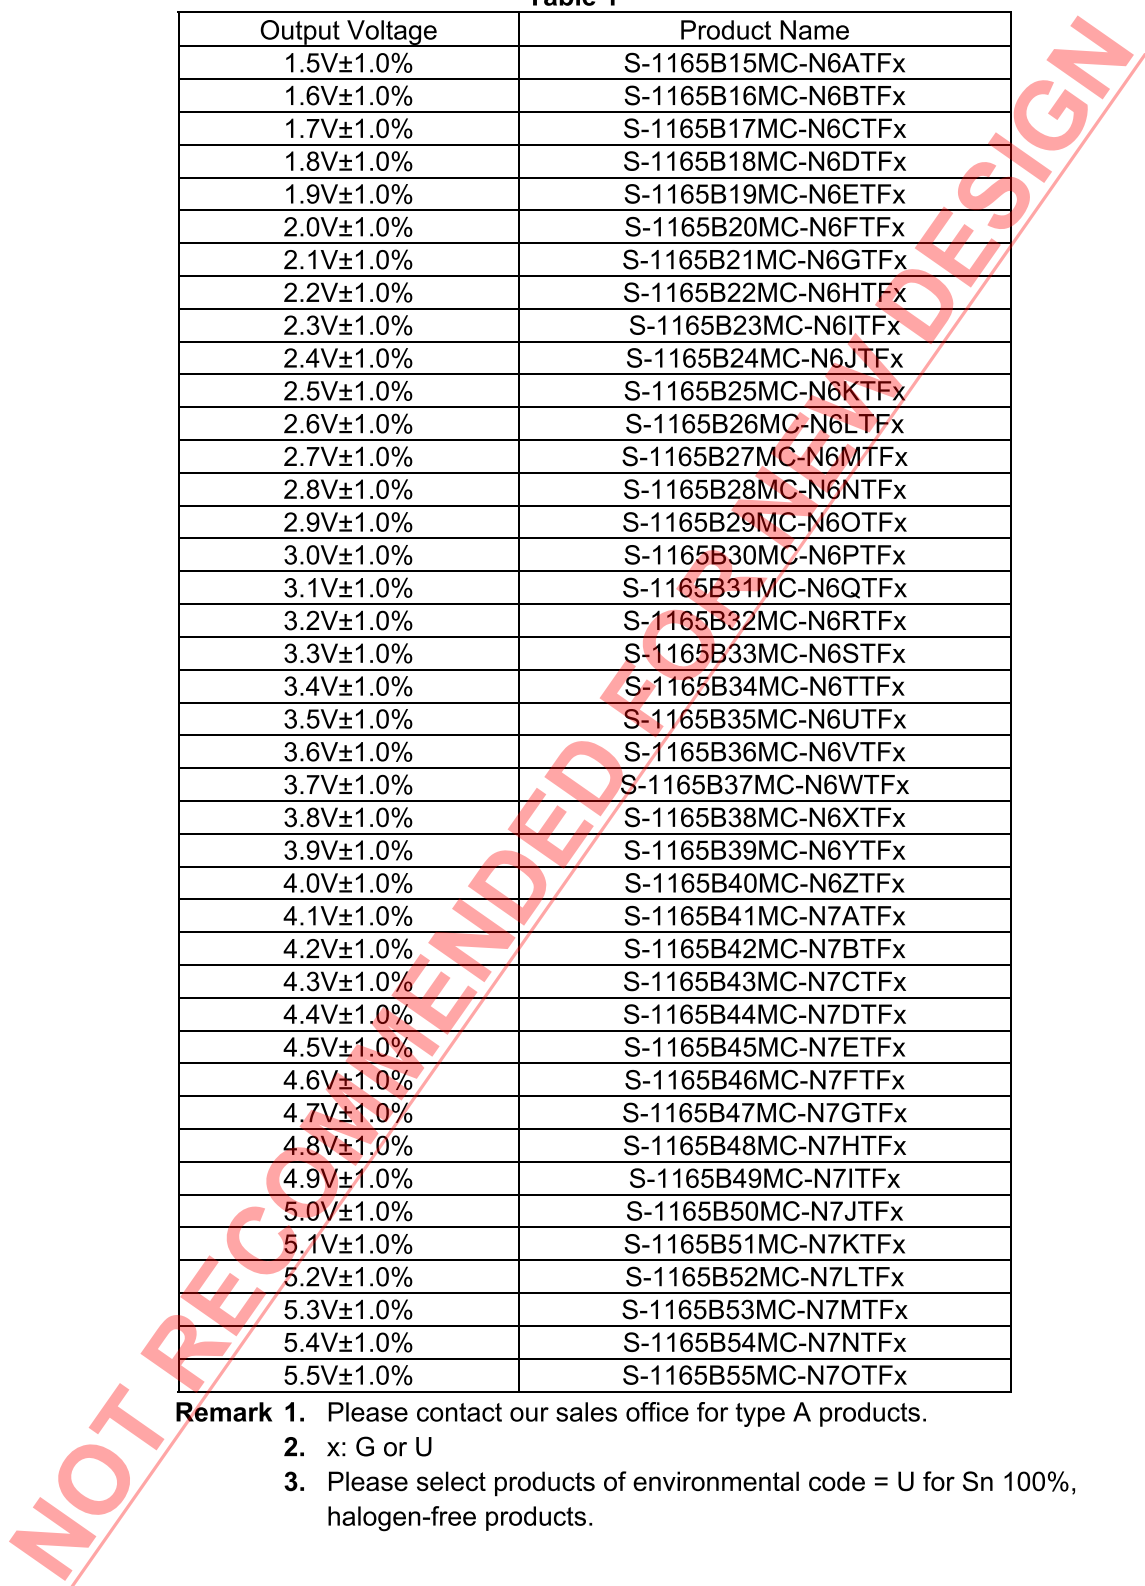 Table 1
Output Voltage Product Name
1.5V±1.0% S-1165B15MC-N6ATFx
1.6V±1.0% S-1165B16MC-N6BTFx
1.7V±1.0% S-1165B17MC-N6CTFx
1.8V±1.0% S-1165B18MC-N6DTFx
1.9V±1.0% S-1165B19MC-N6ETFx
2.0V±1.0% S-1165B20MC-N6FTFx
2.1V±1.0% S-1165B21MC-N6GTFx
2.2V±1.0% S-1165B22MC-N6HTFx
2.3V±1.0% S-1165B23MC-N6ITFx
2.4V±1.0% S-1165B24MC-N6JTFx
2.5V±1.0% S-1165B25MC-N6KTFx
2.6V±1.0% S-1165B26MC-N6LTFx
2.7V±1.0% S-1165B27MC-N6MTFx
2.8V±1.0% S-1165B28MC-N6NTFx
2.9V±1.0% S-1165B29MC-N6OTFx
3.0V±1.0% S-1165B30MC-N6PTFx
3.1V±1.0% S-1165B31MC-N6QTFx
3.2V±1.0% S-1165B32MC-N6RTFx
3.3V±1.0% S-1165B33MC-N6STFx
3.4V±1.0% S-1165B34MC-N6TTFx
3.5V±1.0% S-1165B35MC-N6UTFx
3.6V±1.0% S-1165B36MC-N6VTFx
3.7V±1.0% S-1165B37MC-N6WTFx
3.8V±1.0% S-1165B38MC-N6XTFx
3.9V±1.0% S-1165B39MC-N6YTFx
4.0V±1.0% S-1165B40MC-N6ZTFx
4.1V±1.0% S-1165B41MC-N7ATFx
4.2V±1.0% S-1165B42MC-N7BTFx
4.3V±1.0% S-1165B43MC-N7CTFx
4.4V±1.0% S-1165B44MC-N7DTFx
4.5V±1.0% S-1165B45MC-N7ETFx
4.6V±1.0% S-1165B46MC-N7FTFx
4.7V±1.0% S-1165B47MC-N7GTFx
4.8V±1.0% S-1165B48MC-N7HTFx
4.9V±1.0% S-1165B49MC-N7ITFx
5.0V±1.0% S-1165B50MC-N7JTFx
5.1V±1.0% S-1165B51MC-N7KTFx
5.2V±1.0% S-1165B52MC-N7LTFx
5.3V±1.0% S-1165B53MC-N7MTFx
5.4V±1.0% S-1165B54MC-N7NTFx
5.5V±1.0% S-1165B55MC-N7OTFx
Remark 1. Please contact our sales office for type A products.
2. x: G or U
3. Please select products of environmental code = U for Sn 100%,
halogen-free products.
NOT RECOMMENDED FOR NEW DESIGN